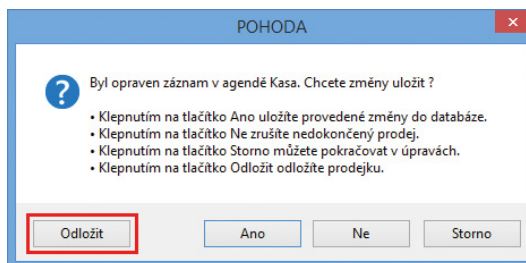 POHODA
Byl opraven záznam v agendě Kasa. Chcete změny uložit ?
• Klepnutím na tlačítko Ano uložíte provedené změny do databáze.
• Klepnutím na tlačítko Ne zrušíte nedokončený prodej.
• Klepnutím na tlačítko Storno můžete pokračovat v úpravách.
• Klepnutím na tlačítko Odložit odložíte prodejku.
Odložit Ano Ne Storno